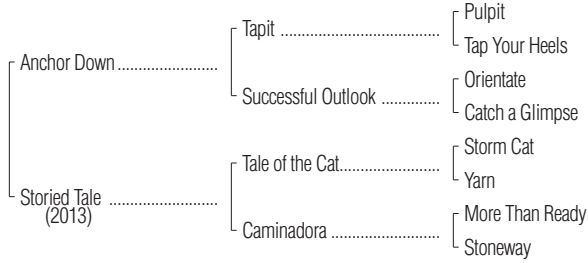 Pulpit
Tapit ........................................
Tap Your Heels
Anchor Down ........................
Orientate
Successful Outlook ..............
Catch a Glimpse
Storm Cat
Tale of the Cat........................
Yarn
Storied Tale ..........................
(2013)
More Than Ready
Caminadora ..........................
Stoneway